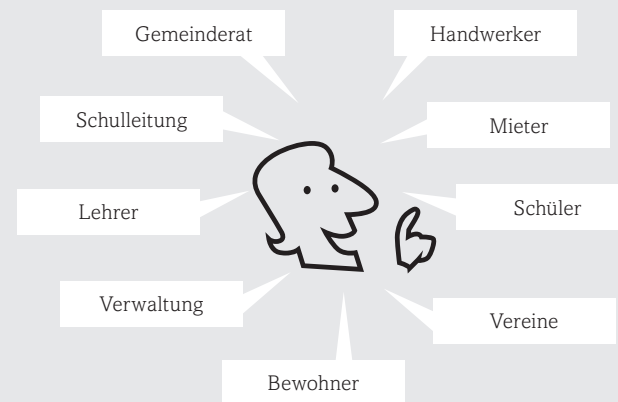 Gemeinderat
Handwerker
Schulleitung
Mieter
Lehrer
Schüler
Verwaltung
Vereine
Bewohner